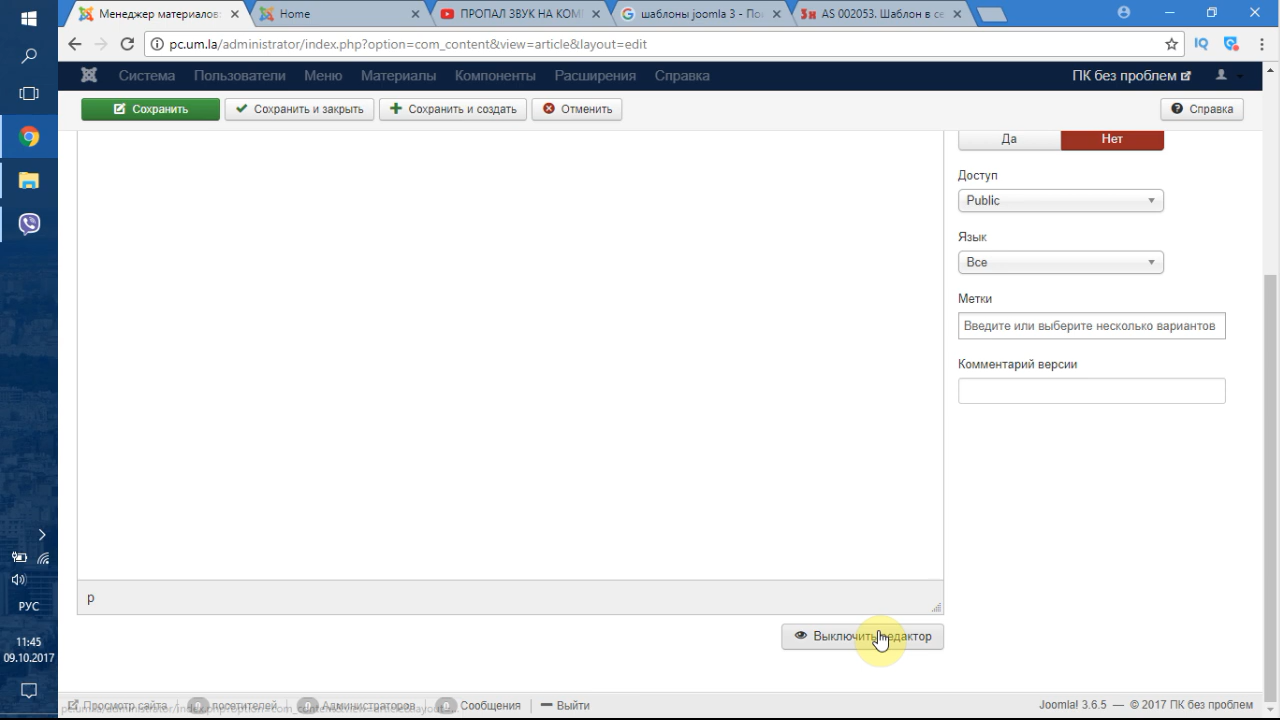 Менеджер материалов
Home
ПРОПАЛ ЗВУК НА КОМ
шаблоны joomla 3 - По
AS 002053. Шаблон в се
pc.um.la/administrator/index.php?option=com_content&view=article&layout=edit
IQ
Система Пользователи Меню Материалы Компоненты Расширения Справка
ПК без проблем
Сохранить
Сохранить и закрыть
Сохранить и создать
Отменить
Справка
Да Нет
Доступ
Public
Язык
Все
Метки
Введите или выберите несколько вариантов
Комментарий версии
p
Выключить редактор
Просмотр сайта посетителей Администраторов Сообщения Выйти
Joomla! 3.6.5 — © 2017 ПК без проблем
РУС
11:45
09.10.2017